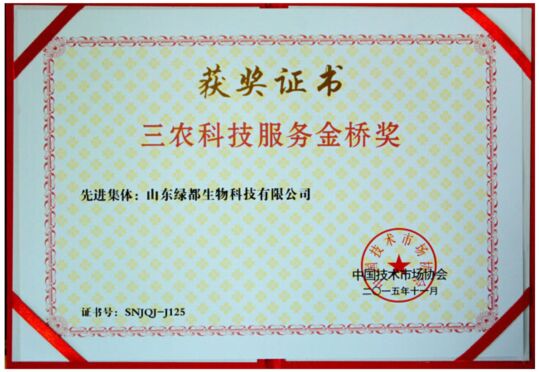 获奖证书
三农科技服务金桥奖
先进集体：山东绿都生物科技有限公司
中国技术市场协会
二〇一五年十一月
证书号：SNJQJ-J125